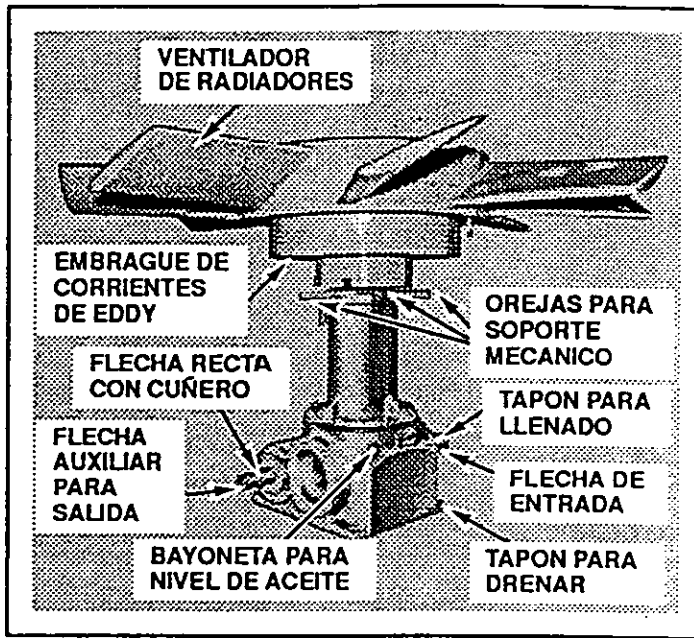 VENTILADOR
DE RADIADORES
EMBRAGUE DE
CORRIENTES
DE EDDY
OREJAS PARA
SOPORTE
MECANICO
FLECHA RECTA
CON CUÑERO
TAPON PARA
LLENADO
FLECHA
AUXILIAR
PARA
SALIDA
FLECHA DE
ENTRADA
BAYONETA PARA
NIVEL DE ACEITE
TAPON PARA
DRENAR